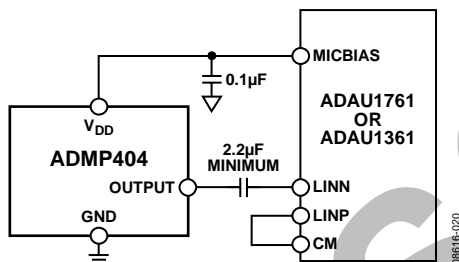 MICBIAS
0.1µF
ADAU1761
OR
ADAU1361
VDD
ADMP404
2.2µF
MINIMUM
OUTPUT
LINN
LINP
GND
CM
08616-020